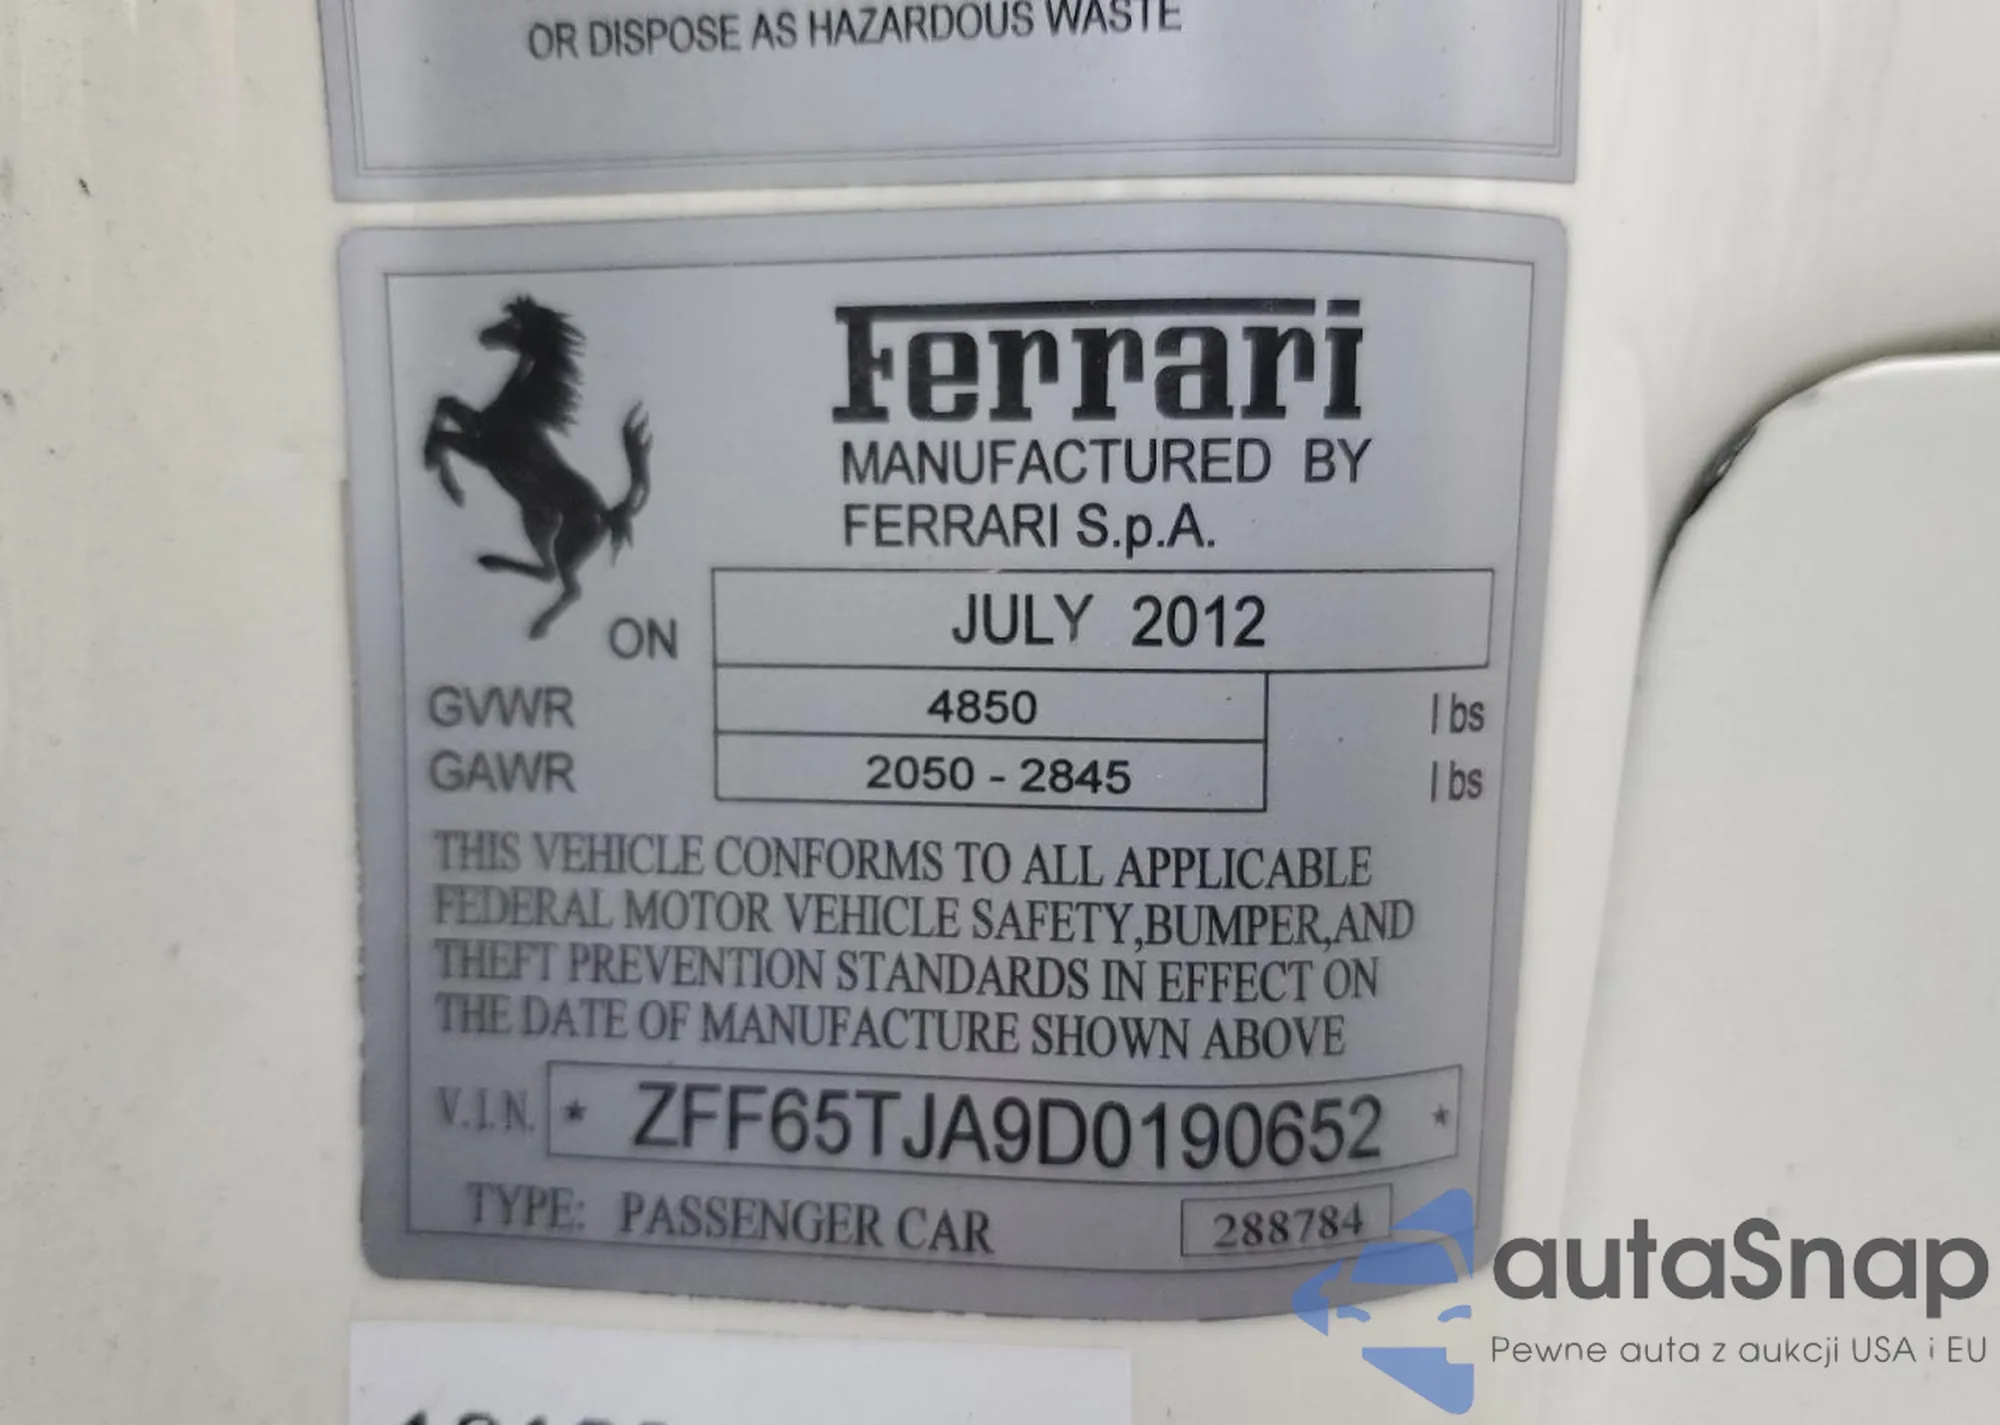 OR DISPOSE AS HAZARDOUS WASTE
Ferrari
MANUFACTURED BY
FERRARI S.p.A.
ON JULY 2012
GVWR 4850 lbs
GAWR 2050 - 2845 lbs
THIS VEHICLE CONFORMS TO ALL APPLICABLE
FEDERAL MOTOR VEHICLE SAFETY,BUMPER,AND
THEFT PREVENTION STANDARDS IN EFFECT ON
THE DATE OF MANUFACTURE SHOWN ABOVE
V.I.N. * ZFF65TJA9D0190652 *
TYPE: PASSENGER CAR 288784
autaSnap
Pewne auta z aukcji USA i EU